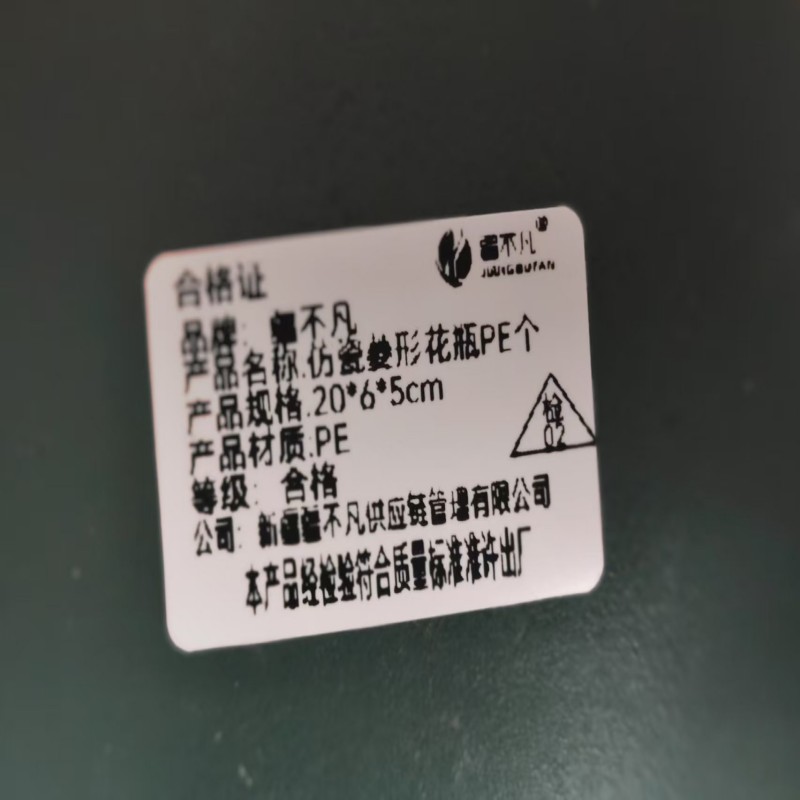 不凡
合格证
品牌: 不凡
产品名称:仿瓷菱形花瓶PE个
产品规格:20*6*5cm
产品材质:PE
检
02
等级: 合格
公司: 新疆 不凡供应链管理有限公司
本产品经检验符合质量标准准许出厂